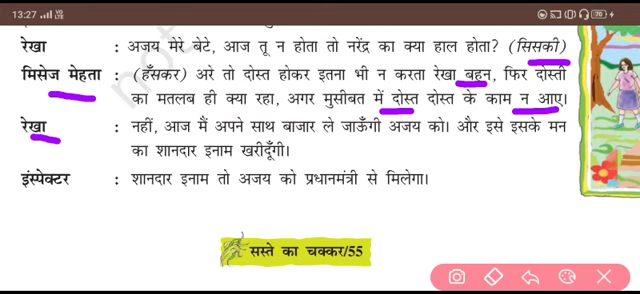 13:27
78
रेखा : अजय मेरे बेटे, आज तू न होता तो नरेंद्र का क्या हाल होता? (सिसकी)
मिसेज मेहता : (हँसकर) अरे तो दोस्त होकर इतना भी न करता रेखा बहन, फिर दोस्ती
का मतलब ही क्या रहा, अगर मुसीबत में दोस्त दोस्त के काम न आए।
रेखा : नहीं, आज मैं अपने साथ बाजार ले जाऊँगी अजय को। और इसे इसके मन
का शानदार इनाम खरीदूँगी।
इंस्पेक्टर : शानदार इनाम तो अजय को प्रधानमंत्री से मिलेगा।
सस्ते का चक्कर/55